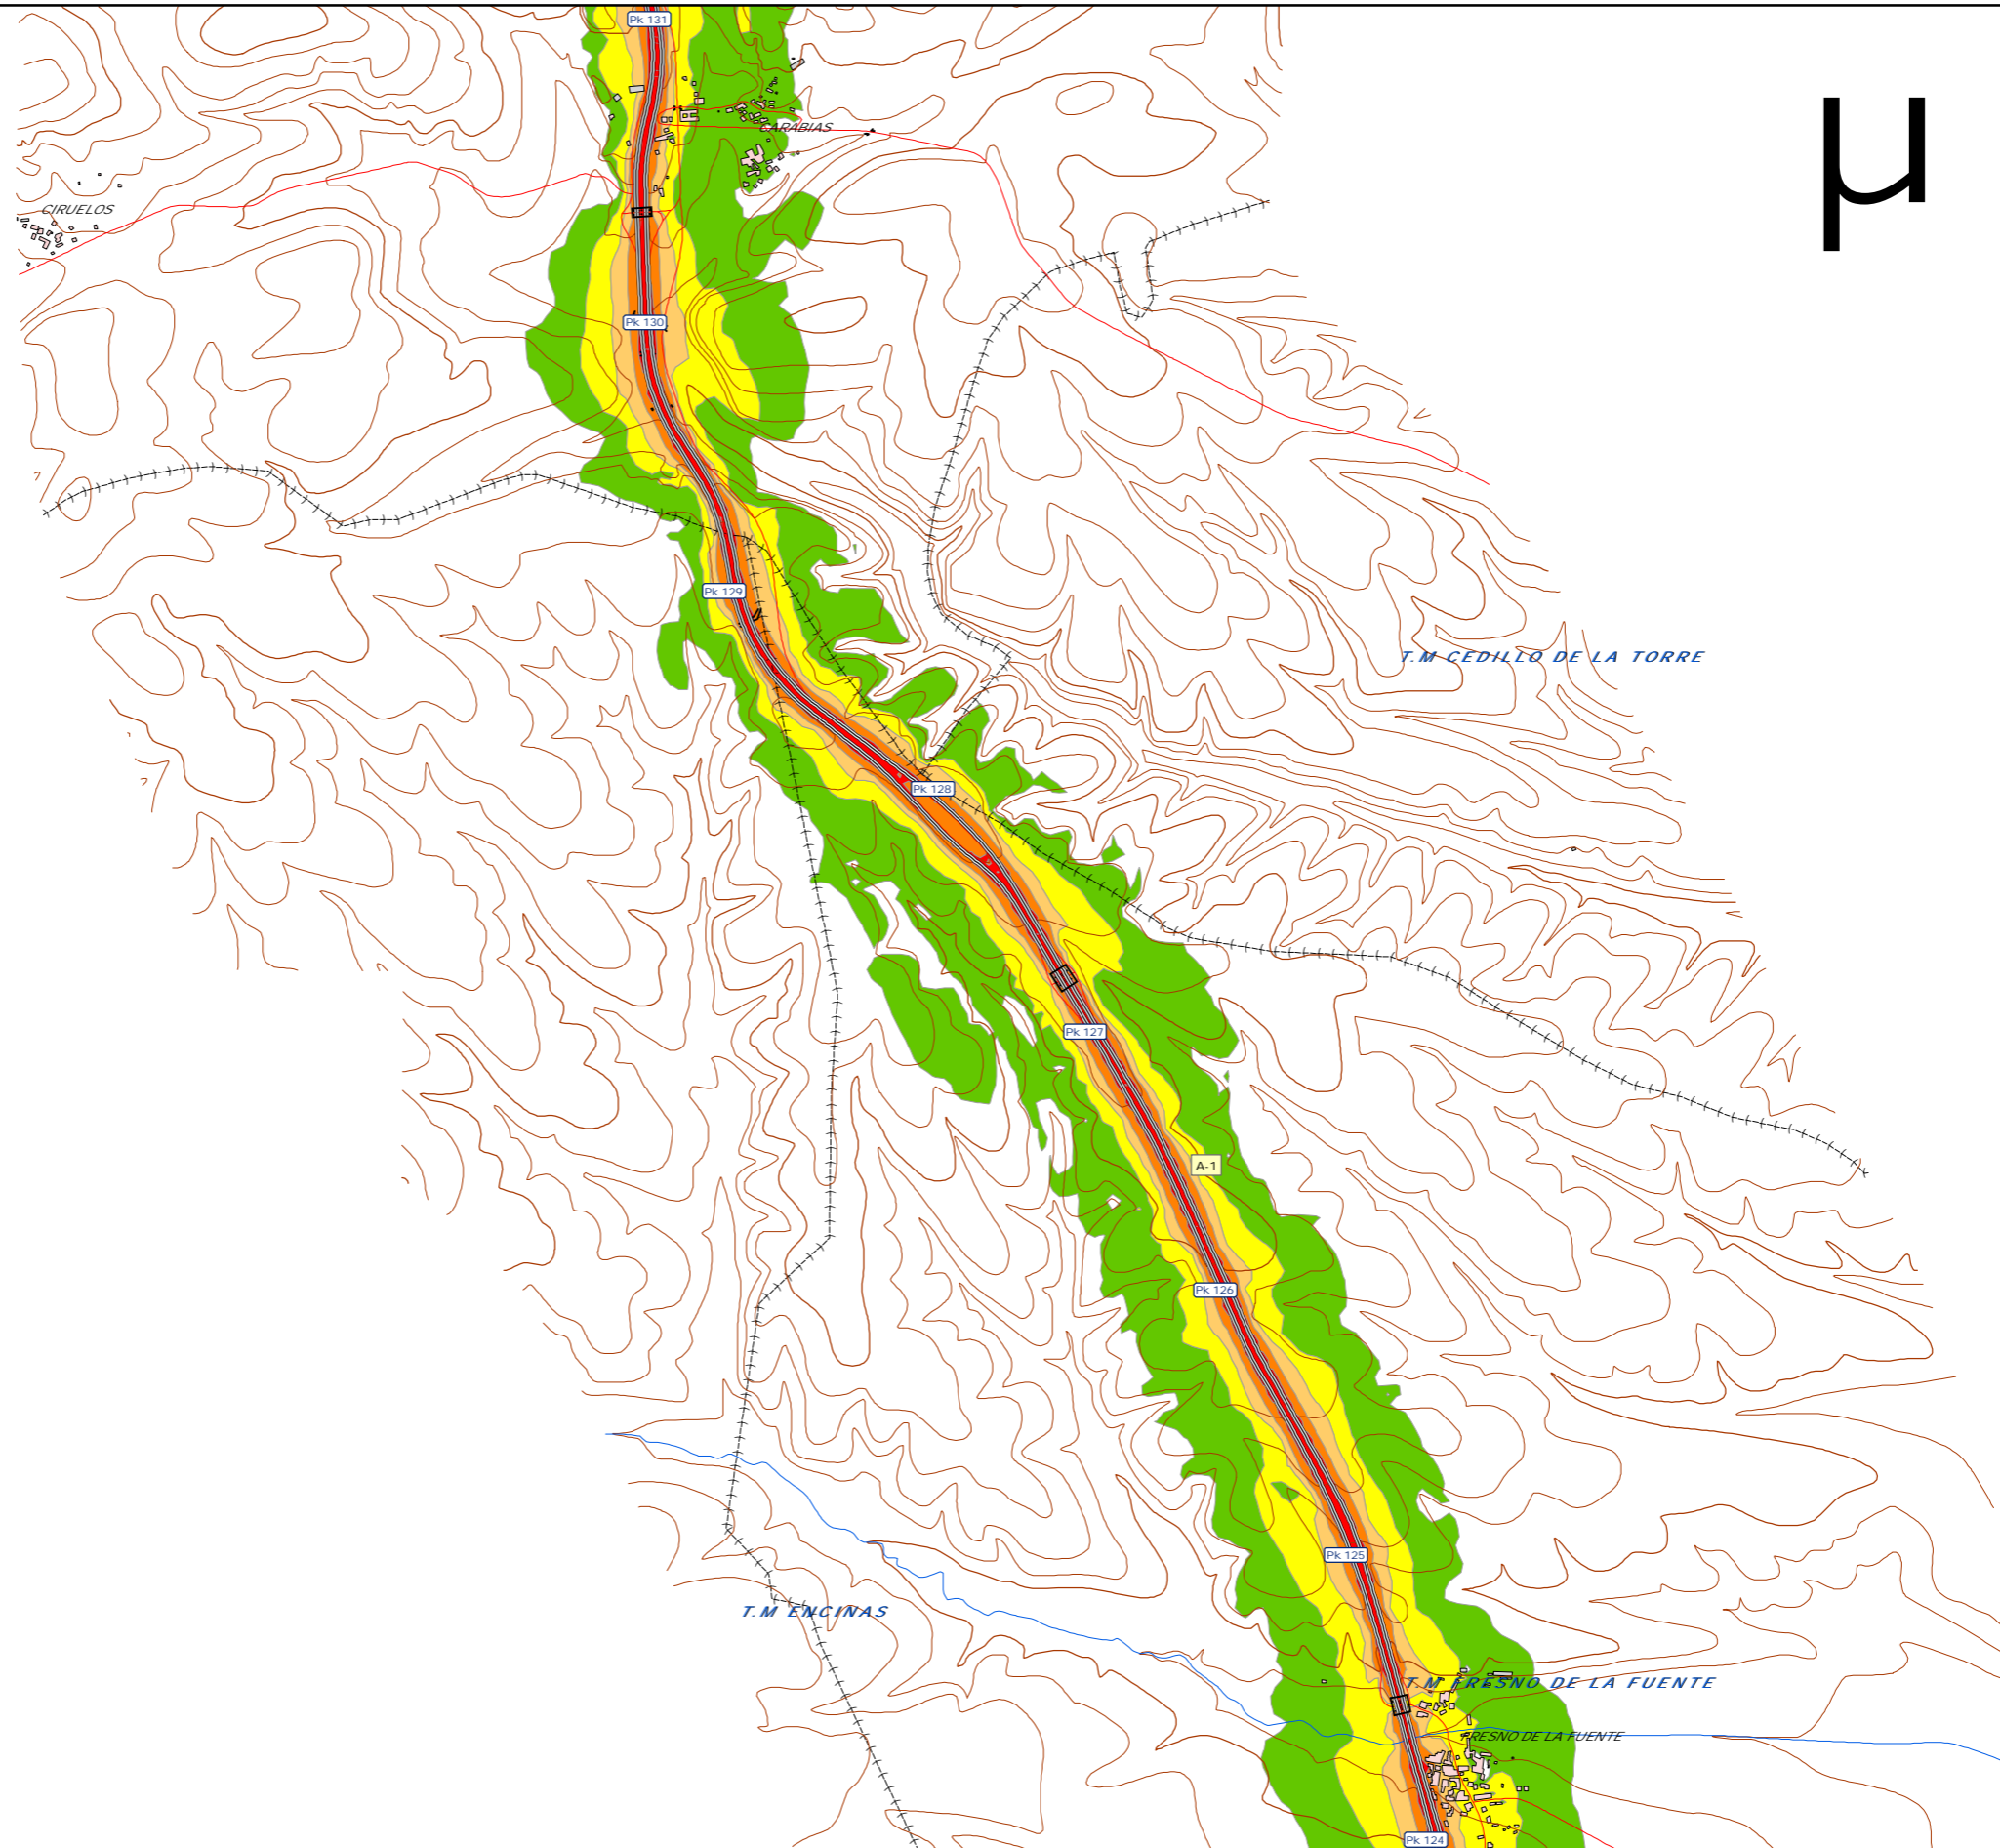 Pk 131
µ
CARABIAS
CIRUELOS
Pk 130
Pk 129
T.M CEDILLO DE LA TORRE
Pk 128
Pk 127
A-1
Pk 126
Pk 125
T.M ENCINAS
T.M FRESNO DE LA FUENTE
FRESNO DE LA FUENTE
Pk 124